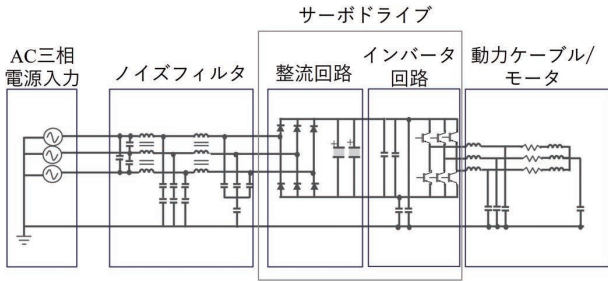 サーボドライブ
AC三相
電源入力
ノイズフィルタ
整流回路
インバータ
回路
動力ケーブル/
モータ